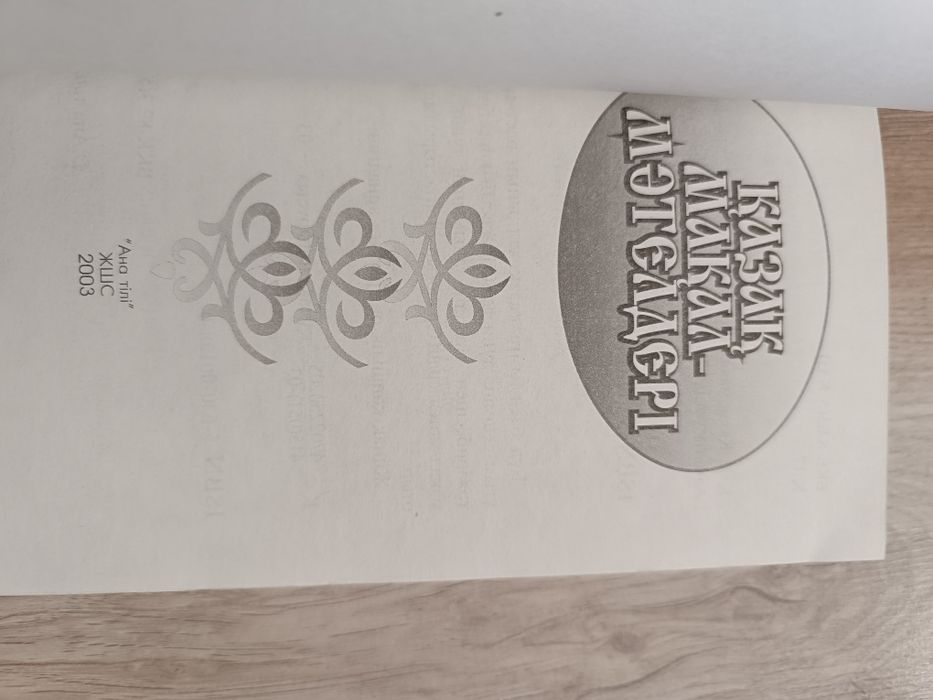 ҚАЗАҚ
МАҚАЛ-
МӘТЕЛДЕРІ
"Ана тілі"
ЖШС
2003